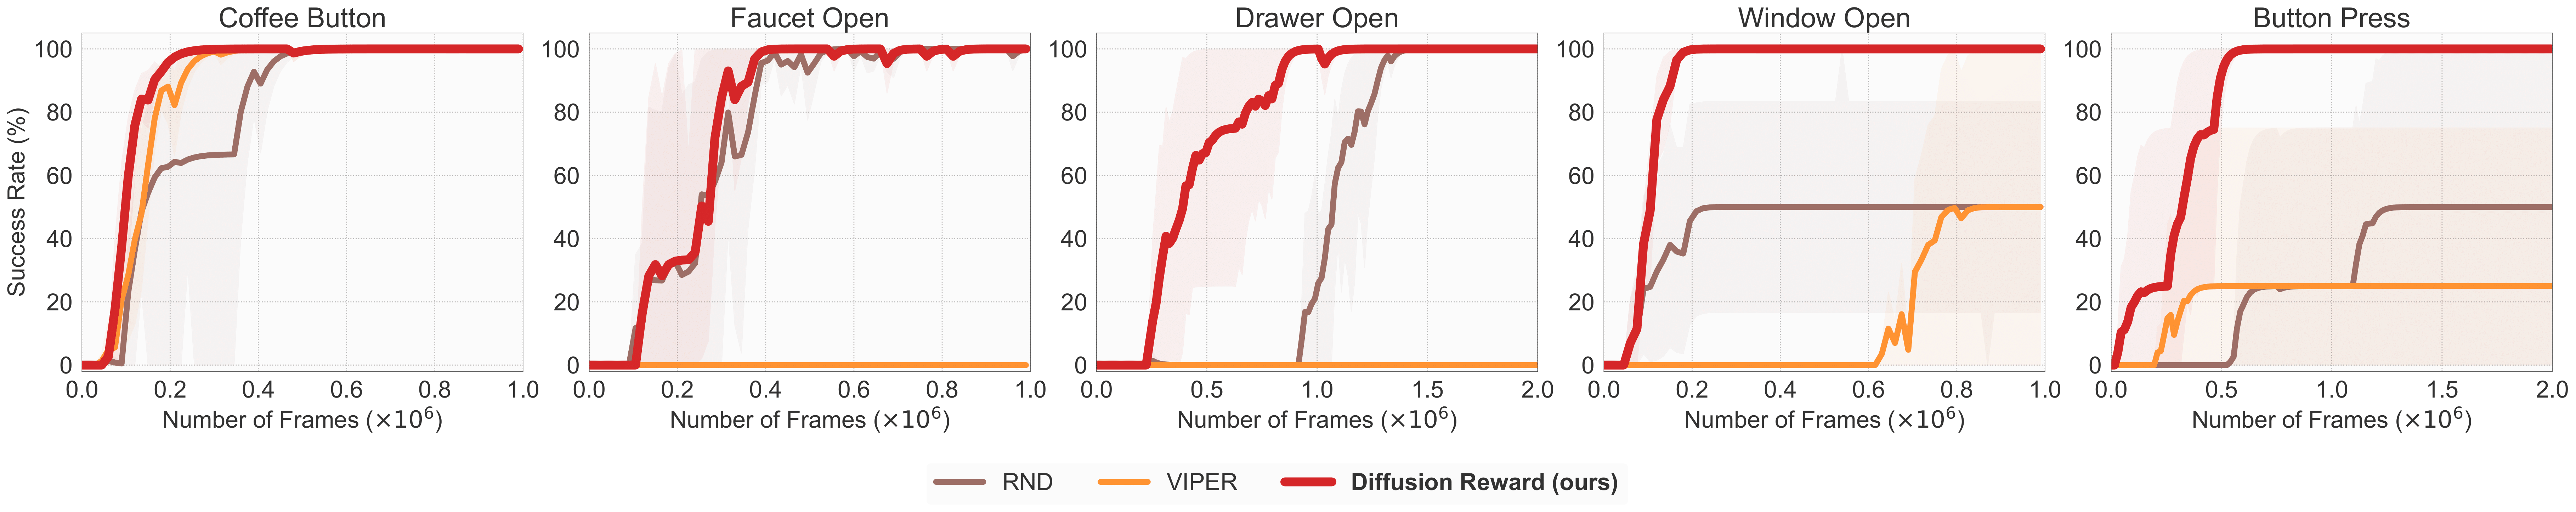 Coffee Button
Faucet Open
Drawer Open
Window Open
Button Press
Success Rate (%)
100
80
60
40
20
0
0.0 0.2 0.4 0.6 0.8 1.0
Number of Frames (×10⁶)
100
80
60
40
20
0
0.0 0.2 0.4 0.6 0.8 1.0
Number of Frames (×10⁶)
100
80
60
40
20
0
0.0 0.5 1.0 1.5 2.0
Number of Frames (×10⁶)
100
80
60
40
20
0
0.0 0.2 0.4 0.6 0.8 1.0
Number of Frames (×10⁶)
100
80
60
40
20
0
0.0 0.5 1.0 1.5 2.0
Number of Frames (×10⁶)
RND VIPER Diffusion Reward (ours)